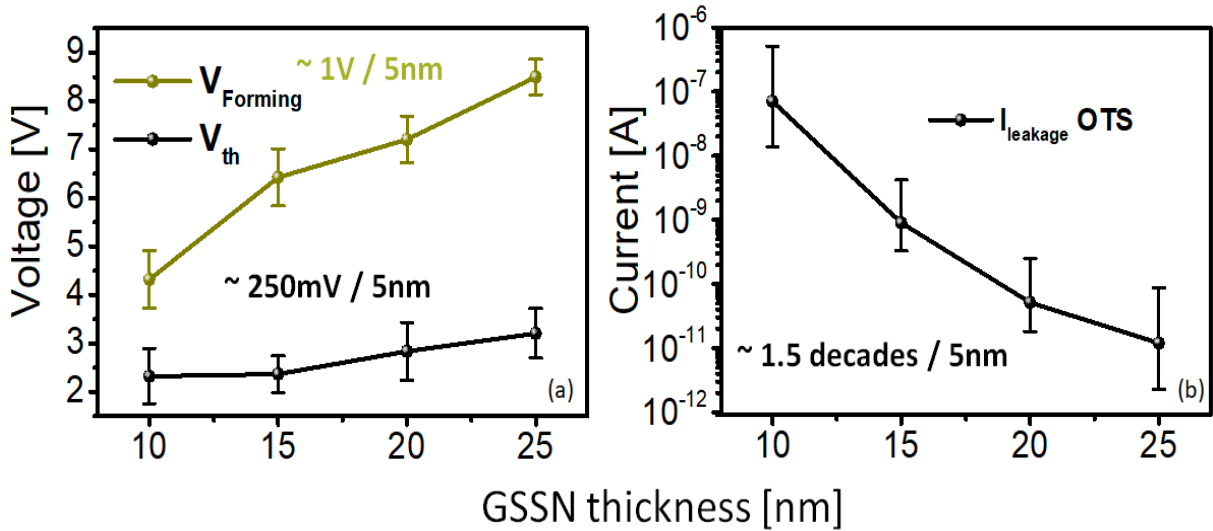 9
8
7
6
5
4
3
2
Voltage [V]
V_Forming
V_th
~ 1V / 5nm
~ 250mV / 5nm
(a)
10 15 20 25
10^-6
10^-7
10^-8
10^-9
10^-10
10^-11
10^-12
Current [A]
I_leakage OTS
~ 1.5 decades / 5nm
(b)
10 15 20 25
GSSN thickness [nm]